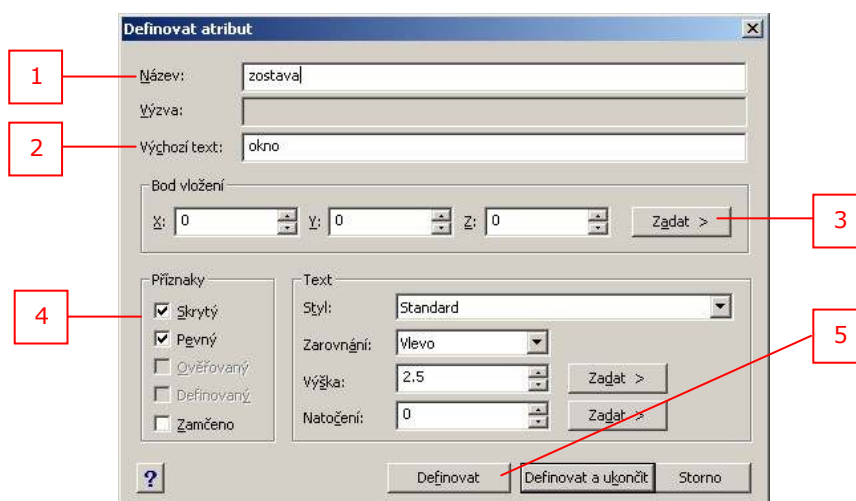 Definovat atribut
1
Název: zostava
Výzva:
2
Výchozí text: okno
Bod vložení
X: 0 Y: 0 Z: 0 Zadat >
3
Příznaky
4
Skrytý
Pevný
Ověřovaný
Definovaný
Zamčeno
Text
Styl: Standard
Zarovnání: Vlevo
Výška: 2.5 Zadat >
Natočení: 0 Zadat >
5
? Definovat Definovat a ukončit Storno